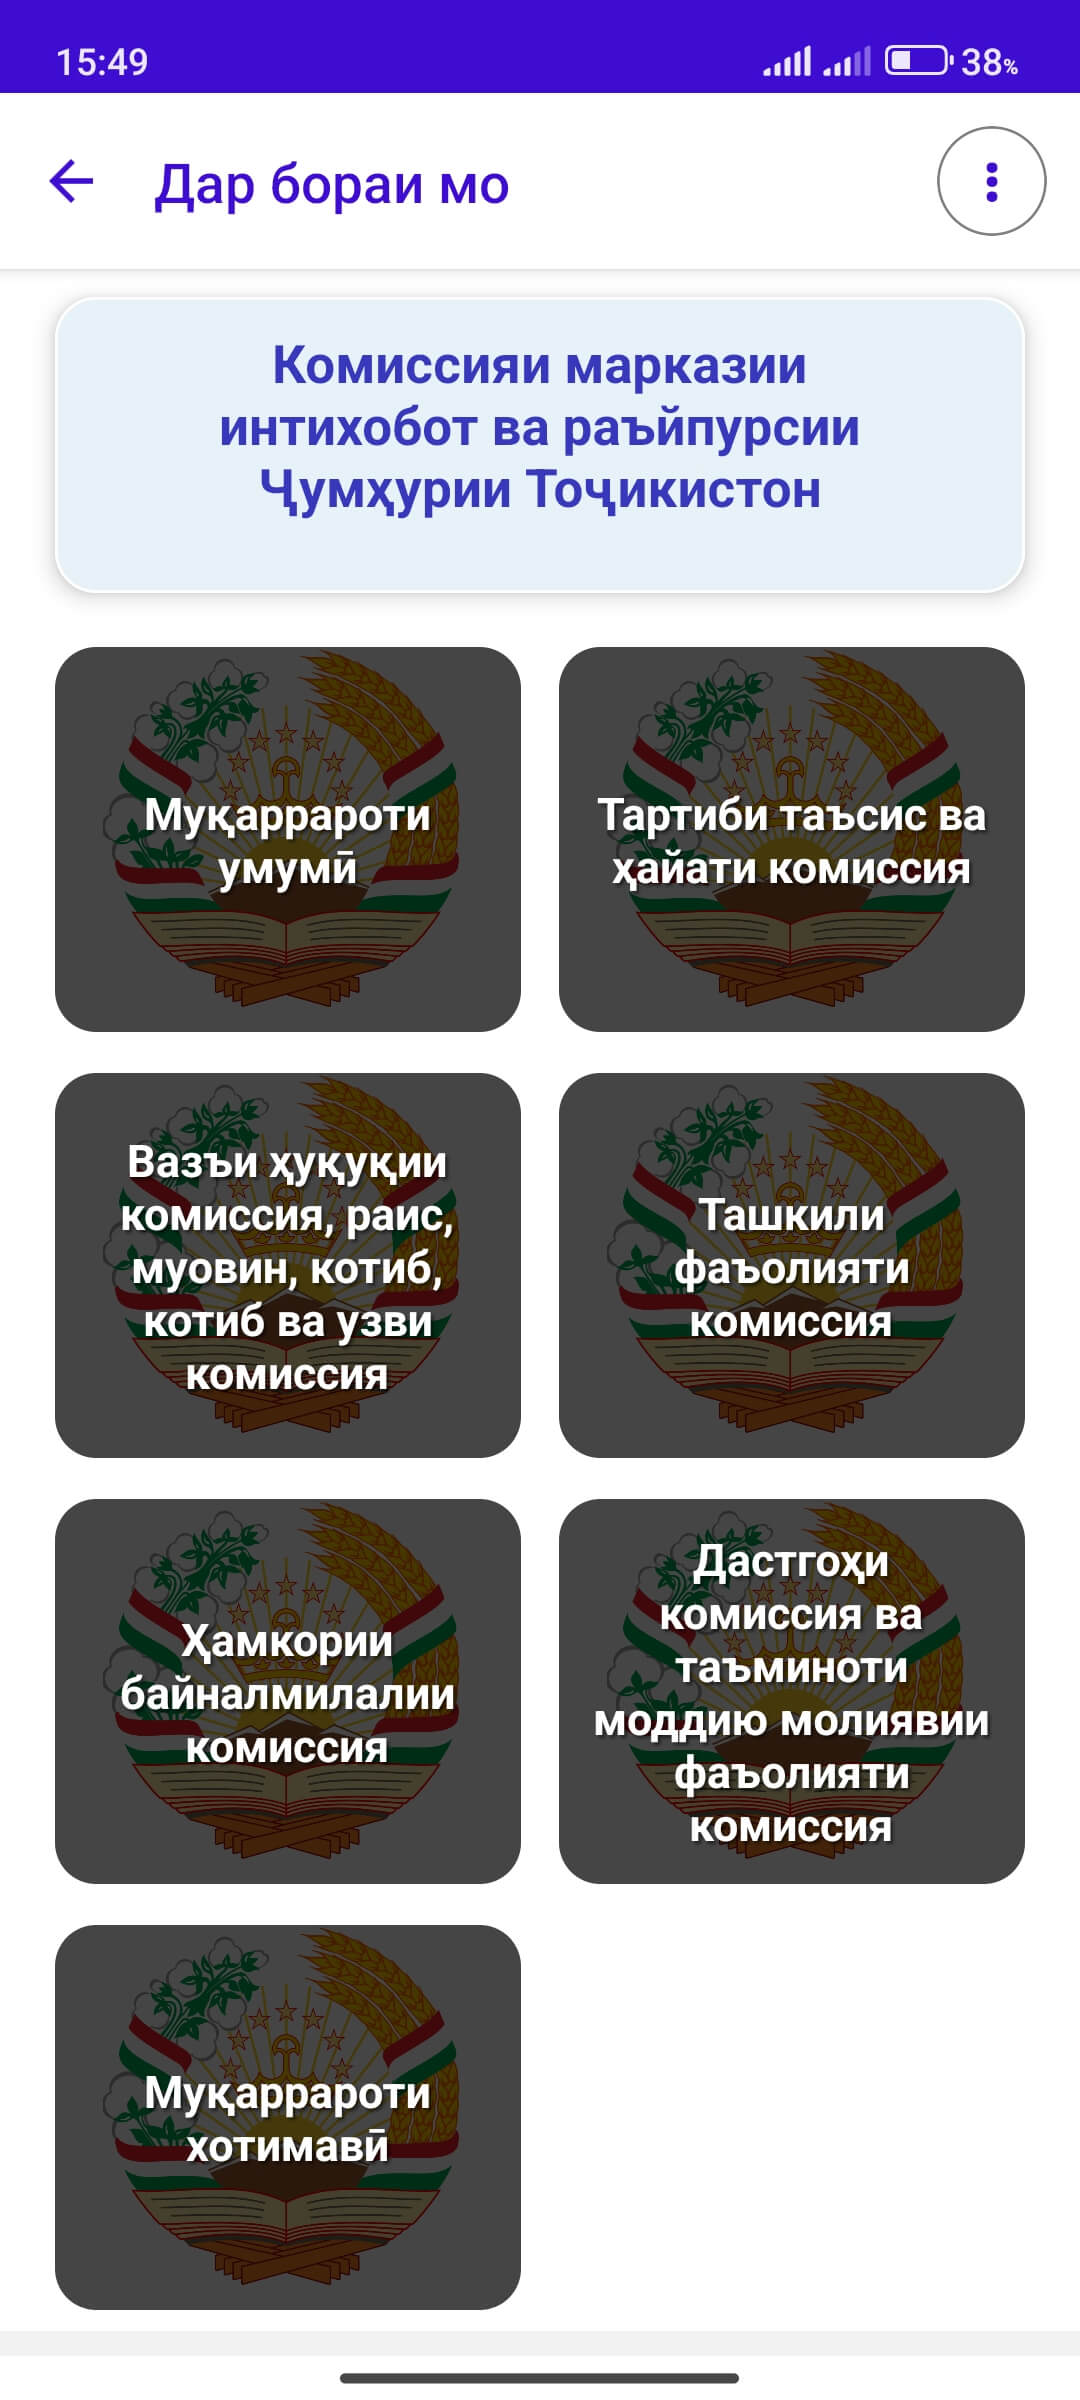 15:49
38%
Дар бораи мо
Комиссияи марказии
интихобот ва раъйпурсии
Ҷумҳурии Тоҷикистон
Муқаррароти
умумӣ
Тартиби таъсис ва
ҳайати комиссия
Вазъи ҳуқуқии
комиссия, раис,
муовин, котиб,
котиб ва узви
комиссия
Ташкили
фаъолияти
комиссия
Ҳамкории
байналмилалии
комиссия
Дастгоҳи
комиссия ва
таъминоти
моддию молиявии
фаъолияти
комиссия
Муқаррароти
хотимавӣ